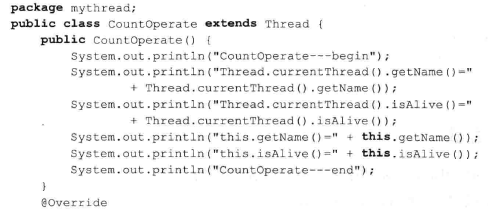 package mythread;
public class CountOperate extends Thread {
    public CountOperate() {
        System.out.println("CountOperate---begin");
        System.out.println("Thread.currentThread().getName()="
                + Thread.currentThread().getName());
        System.out.println("Thread.currentThread().isAlive()="
                + Thread.currentThread().isAlive());
        System.out.println("this.getName()=" + this.getName());
        System.out.println("this.isAlive()=" + this.isAlive());
        System.out.println("CountOperate---end");
    }
    @Override